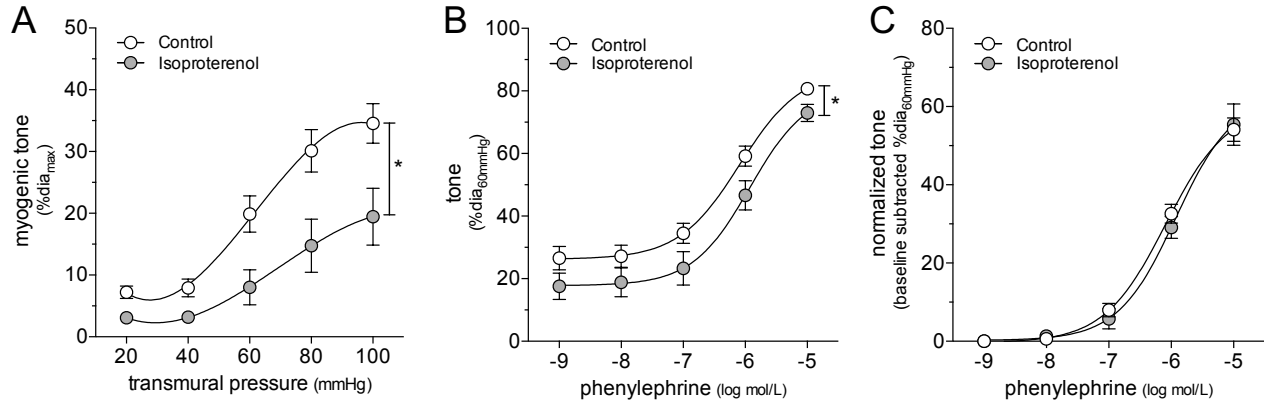 A
50
40
30
20
10
0
myogenic tone
(%dia_max)
Control
Isoproterenol
*
20 40 60 80 100
transmural pressure (mmHg)
B
100
80
60
40
20
0
tone
(%dia_60mmHg)
Control
Isoproterenol
*
-9 -8 -7 -6 -5
phenylephrine (log mol/L)
C
80
60
40
20
0
normalized tone
(baseline subtracted %dia_60mmHg)
Control
Isoproterenol
-9 -8 -7 -6 -5
phenylephrine (log mol/L)